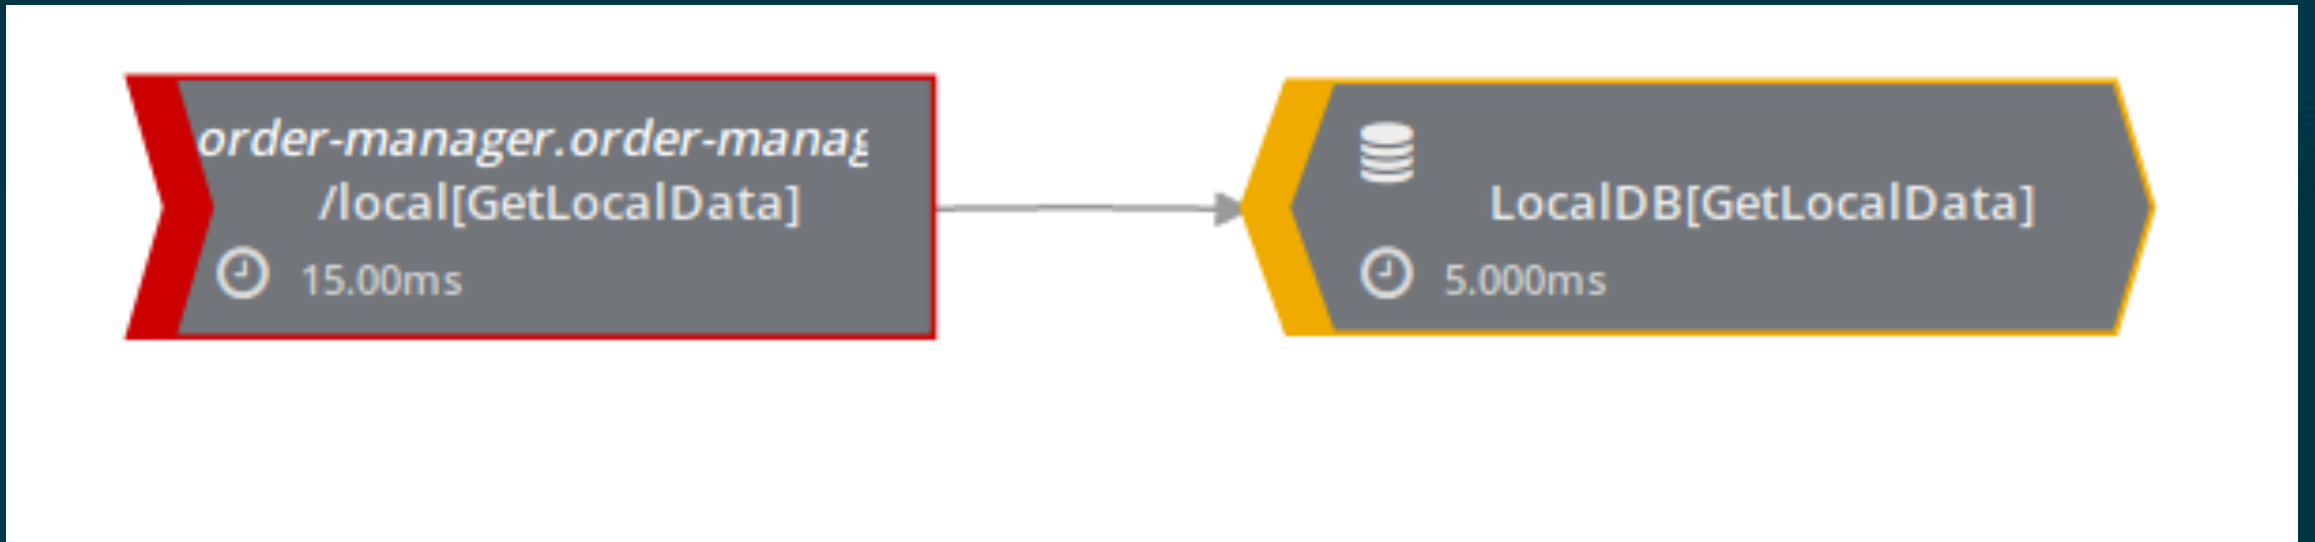 order-manager.order-manag
/local[GetLocalData]
15.00ms
LocalDB[GetLocalData]
5.000ms